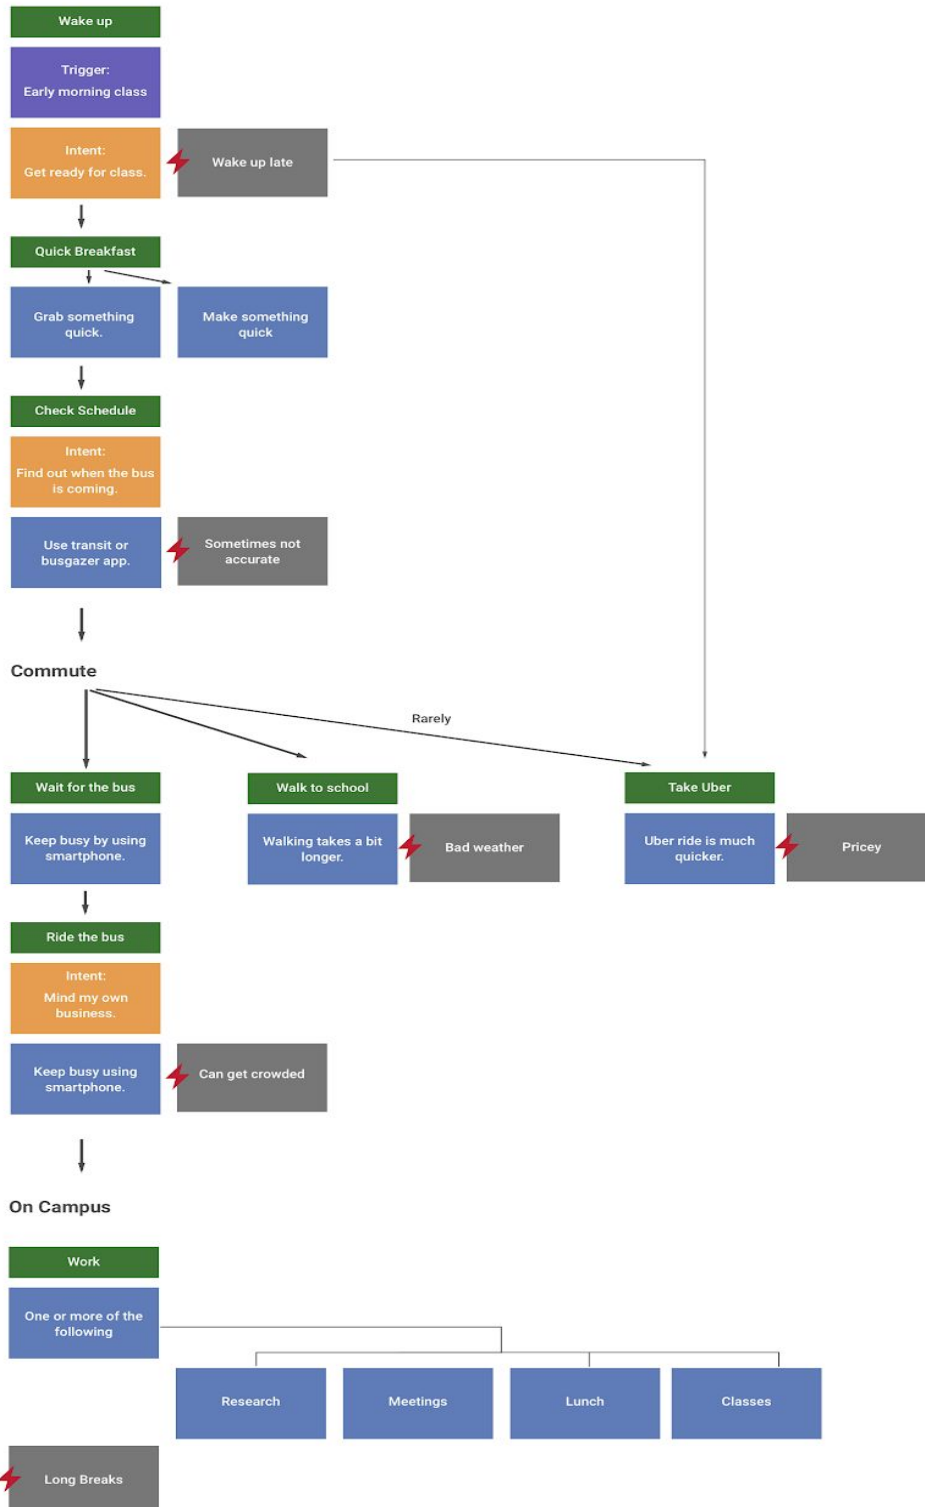 Wake up
Trigger:
Early morning class
Intent:
Get ready for class.
Wake up late
Quick Breakfast
Grab something
quick.
Make something
quick
Check Schedule
Intent:
Find out when the bus
is coming.
Use transit or
busgazer app.
Sometimes not
accurate
Commute
Rarely
Wait for the bus
Keep busy by using
smartphone.
Walk to school
Walking takes a bit
longer.
Bad weather
Take Uber
Uber ride is much
quicker.
Pricey
Ride the bus
Intent:
Mind my own
business.
Keep busy using
smartphone.
Can get crowded
On Campus
Work
One or more of the
following
Research
Meetings
Lunch
Classes
Long Breaks